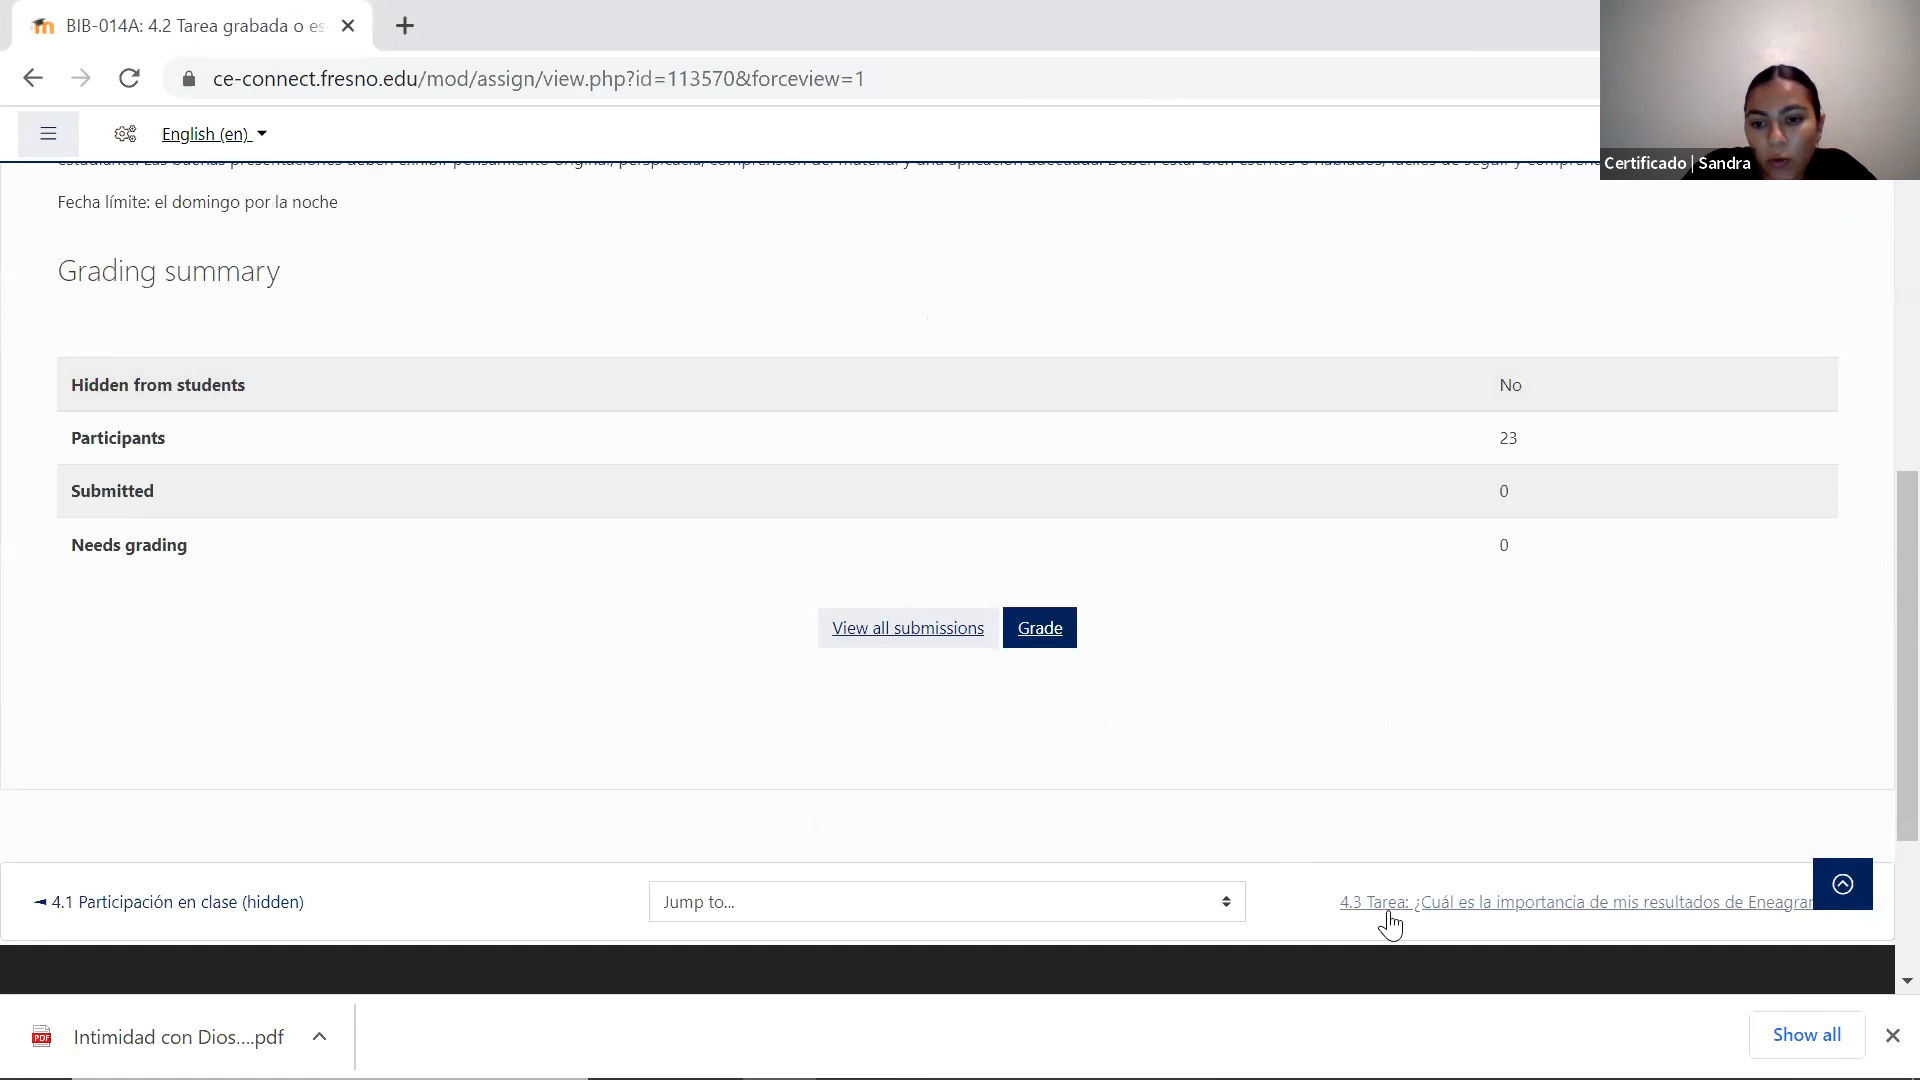 BIB-014A: 4.2 Tarea grabada o es
ce-connect.fresno.edu/mod/assign/view.php?id=113570&forceview=1
English (en)
Certificado | Sandra
Fecha límite: el domingo por la noche
Grading summary
Hidden from students No
Participants 23
Submitted 0
Needs grading 0
View all submissions Grade
◄ 4.1 Participación en clase (hidden) Jump to... 4.3 Tarea: ¿Cuál es la importancia de mis resultados de Eneagra
PDF Intimidad con Dios....pdf Show all